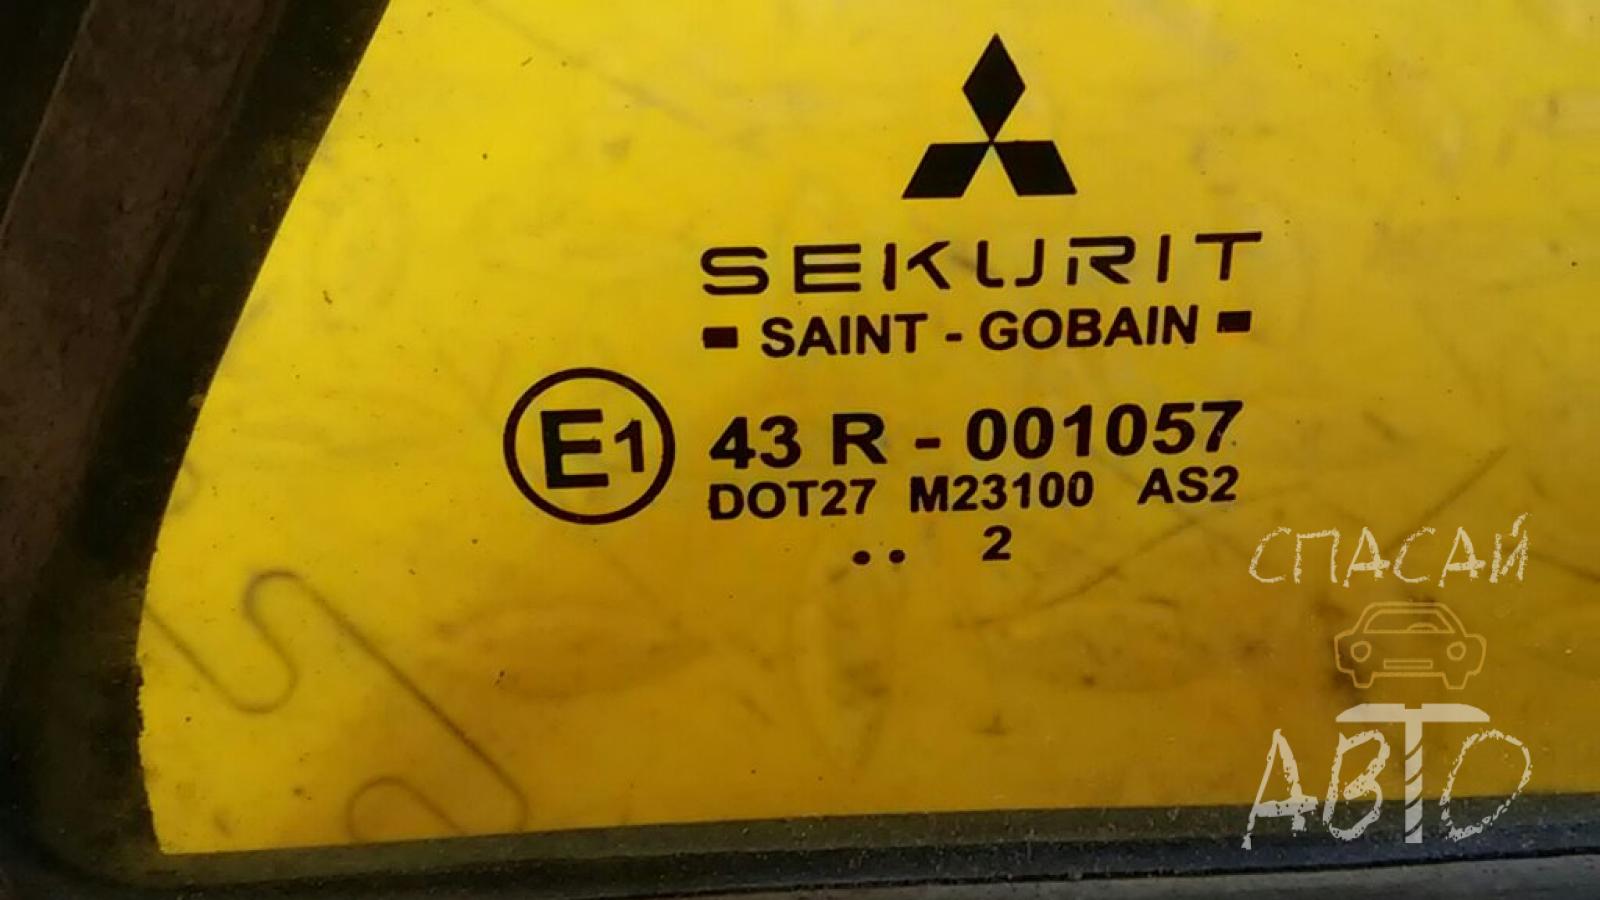 SEKURIT
SAINT - GOBAIN
E1 43 R - 001057
DOT27 M23100 AS2
.. 2
СПАСАЙ
АВТО